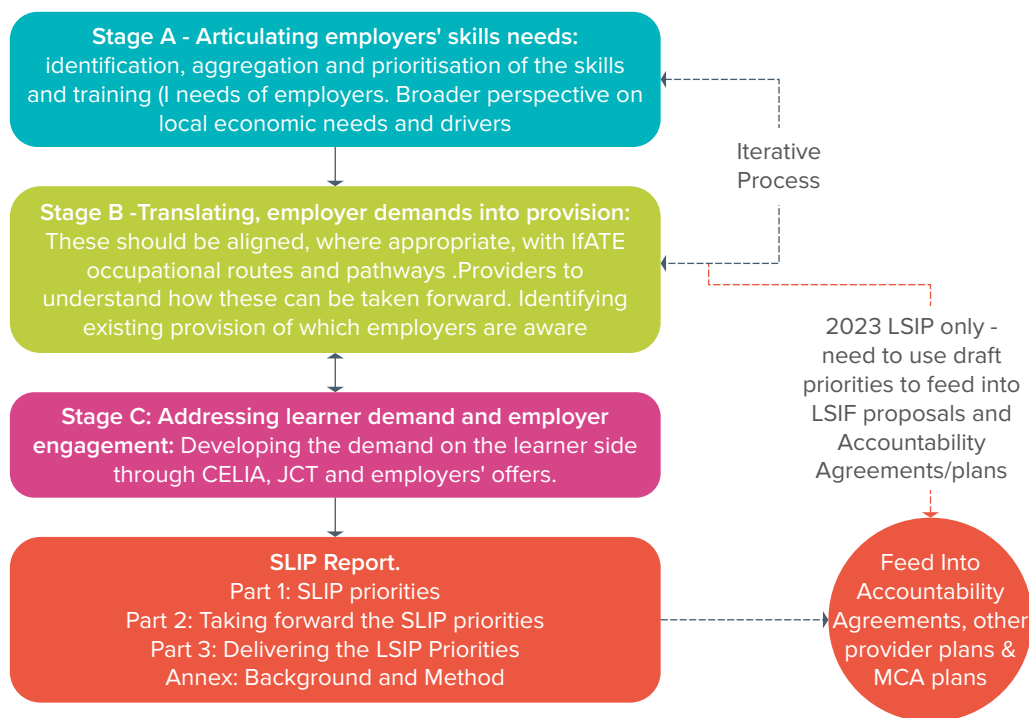 Stage A - Articulating employers' skills needs:
identification, aggregation and prioritisation of the skills
and training (I needs of employers. Broader perspective on
local economic needs and drivers
Iterative
Process
Stage B -Translating, employer demands into provision:
These should be aligned, where appropriate, with IfATE
occupational routes and pathways .Providers to
understand how these can be taken forward. Identifying
existing provision of which employers are aware
2023 LSIP only -
need to use draft
priorities to feed into
LSIF proposals and
Accountability
Agreements/plans
Stage C: Addressing learner demand and employer
engagement: Developing the demand on the learner side
through CELIA, JCT and employers' offers.
SLIP Report.
Part 1: SLIP priorities
Part 2: Taking forward the SLIP priorities
Part 3: Delivering the LSIP Priorities
Annex: Background and Method
Feed Into
Accountability
Agreements, other
provider plans &
MCA plans